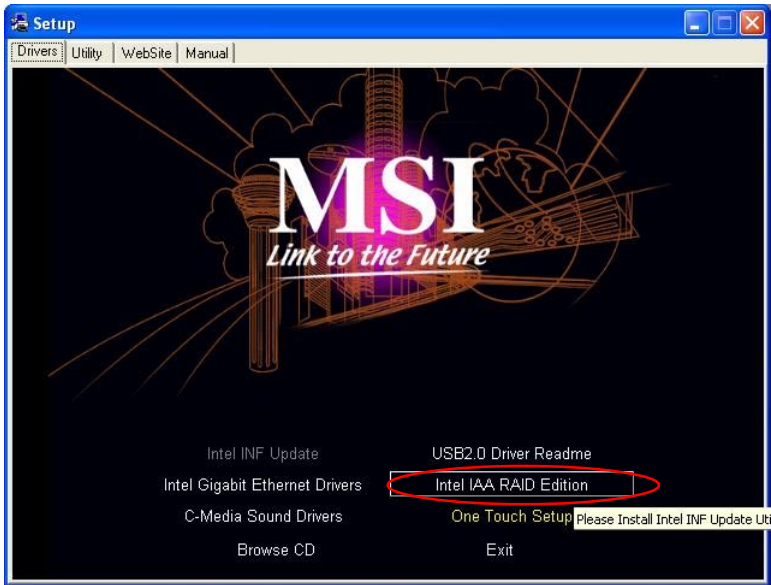 Setup
Drivers Utility WebSite Manual
MSI
Link to the Future
Intel INF Update USB2.0 Driver Readme
Intel Gigabit Ethernet Drivers Intel IAA RAID Edition
C-Media Sound Drivers One Touch Setup
Please Install Intel INF Update Uti
Browse CD Exit